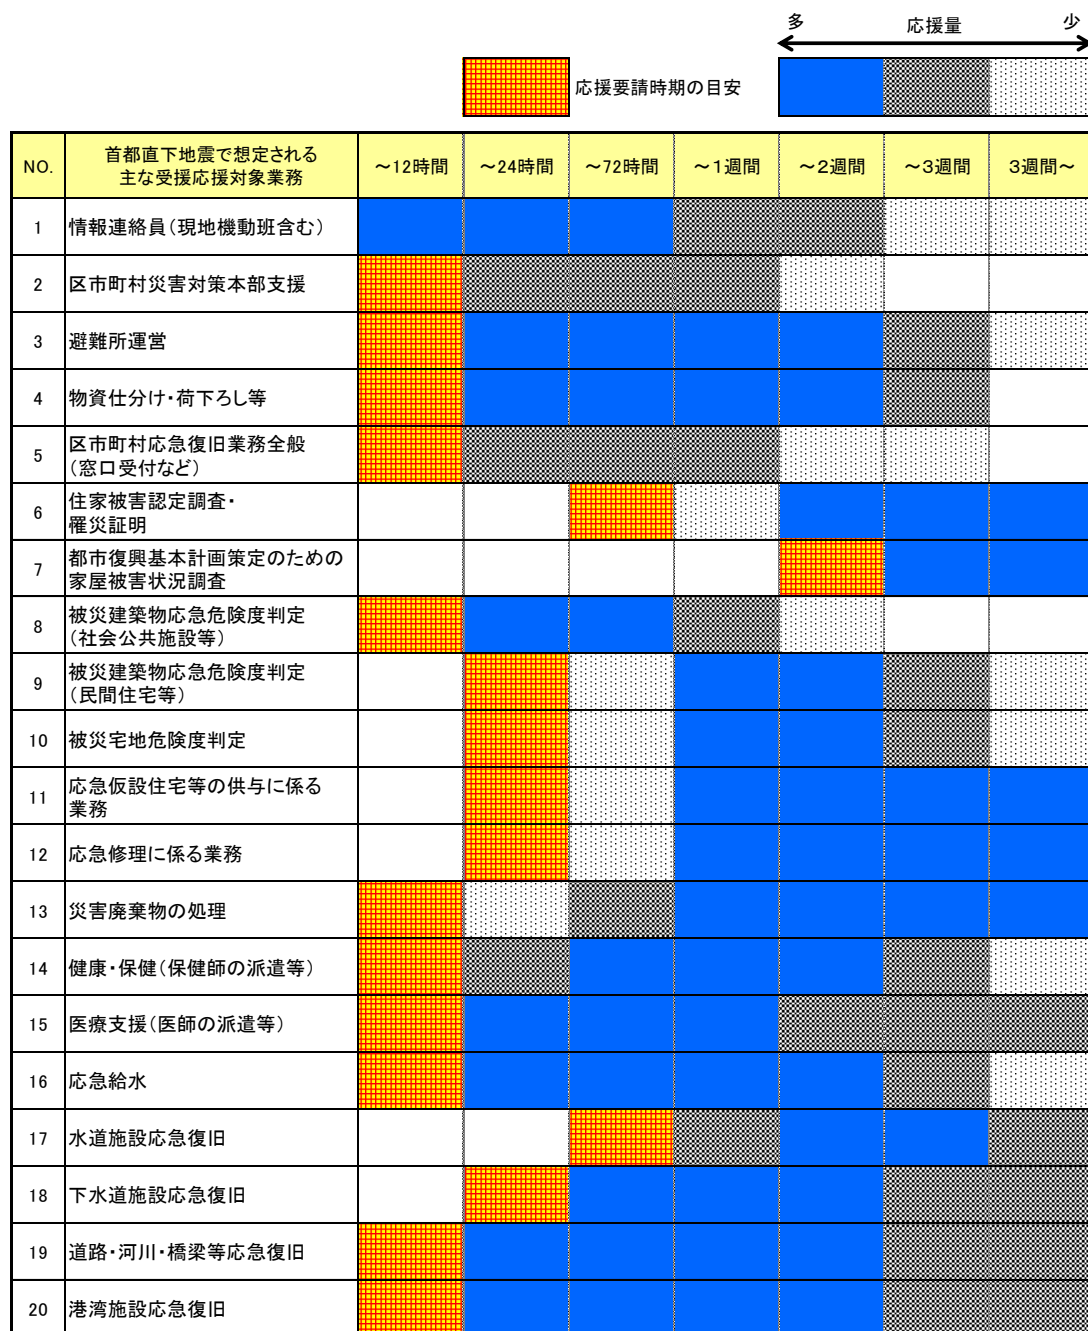 多 応援量 少
応援要請時期の目安
NO. 首都直下地震で想定される
主な受援応援対象業務 ～12時間 ～24時間 ～72時間 ～1週間 ～2週間 ～3週間 3週間～
1 情報連絡員（現地機動班含む）
2 区市町村災害対策本部支援
3 避難所運営
4 物資仕分け・荷下ろし等
5 区市町村応急復旧業務全般
（窓口受付など）
6 住家被害認定調査・
罹災証明
7 都市復興基本計画策定のための
家屋被害状況調査
8 被災建築物応急危険度判定
（社会公共施設等）
9 被災建築物応急危険度判定
（民間住宅等）
10 被災宅地危険度判定
11 応急仮設住宅等の供与に係る
業務
12 応急修理に係る業務
13 災害廃棄物の処理
14 健康・保健（保健師の派遣等）
15 医療支援（医師の派遣等）
16 応急給水
17 水道施設応急復旧
18 下水道施設応急復旧
19 道路・河川・橋梁等応急復旧
20 港湾施設応急復旧